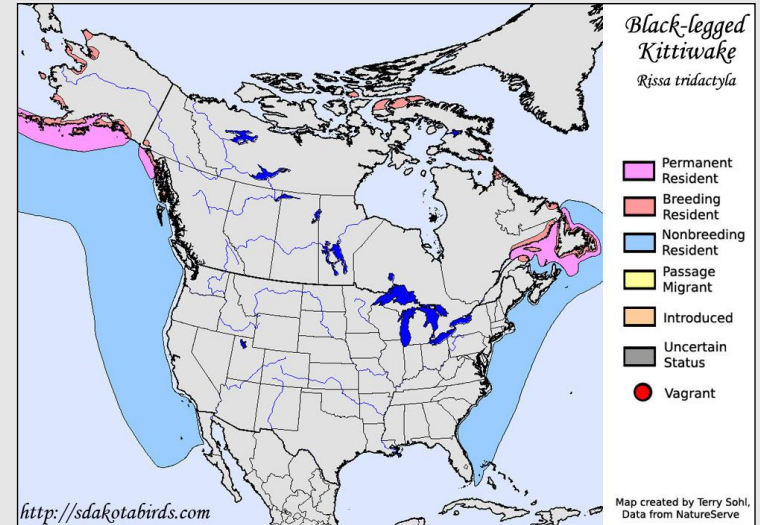 Black-legged
Kittiwake
Rissa tridactyla
Permanent
Resident
Breeding
Resident
Nonbreeding
Resident
Passage
Migrant
Introduced
Uncertain
Status
Vagrant
http://sdakotabirds.com
Map created by Terry Sohl,
Data from NatureServe